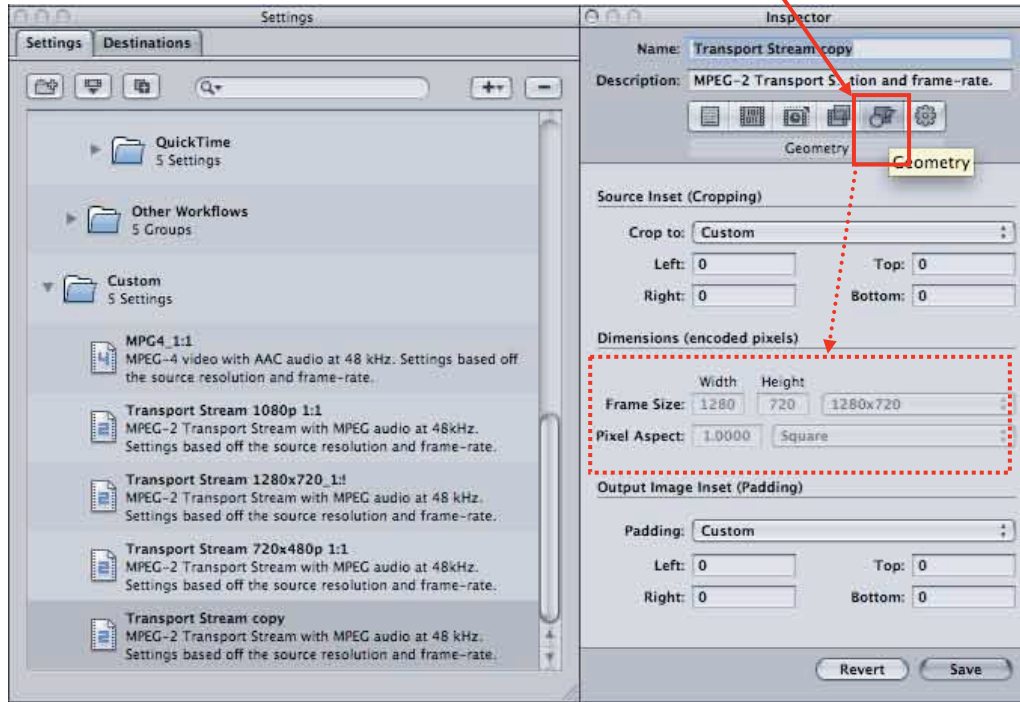 Settings
Settings Destinations
QuickTime
5 Settings
Other Workflows
5 Groups
Custom
5 Settings
MPG4_1:1
MPEG-4 video with AAC audio at 48 kHz. Settings based off
the source resolution and frame-rate.
Transport Stream 1080p 1:1
MPEG-2 Transport Stream with MPEG audio at 48kHz.
Settings based off the source resolution and frame-rate.
Transport Stream 1280x720_1:!
MPEG-2 Transport Stream with MPEG audio at 48 kHz.
Settings based off the source resolution and frame-rate.
Transport Stream 720x480p 1:1
MPEG-2 Transport Stream with MPEG audio at 48kHz.
Settings based off the source resolution and frame-rate.
Transport Stream copy
MPEG-2 Transport Stream with MPEG audio at 48 kHz.
Settings based off the source resolution and frame-rate.
Inspector
Name: Transport Stream copy
Description: MPEG-2 Transport S...tion and frame-rate.
Geometry
Geometry
Source Inset (Cropping)
Crop to: Custom
Left: 0 Top: 0
Right: 0 Bottom: 0
Dimensions (encoded pixels)
Width Height
Frame Size: 1280 720 1280x720
Pixel Aspect: 1.0000 Square
Output Image Inset (Padding)
Padding: Custom
Left: 0 Top: 0
Right: 0 Bottom: 0
Revert Save